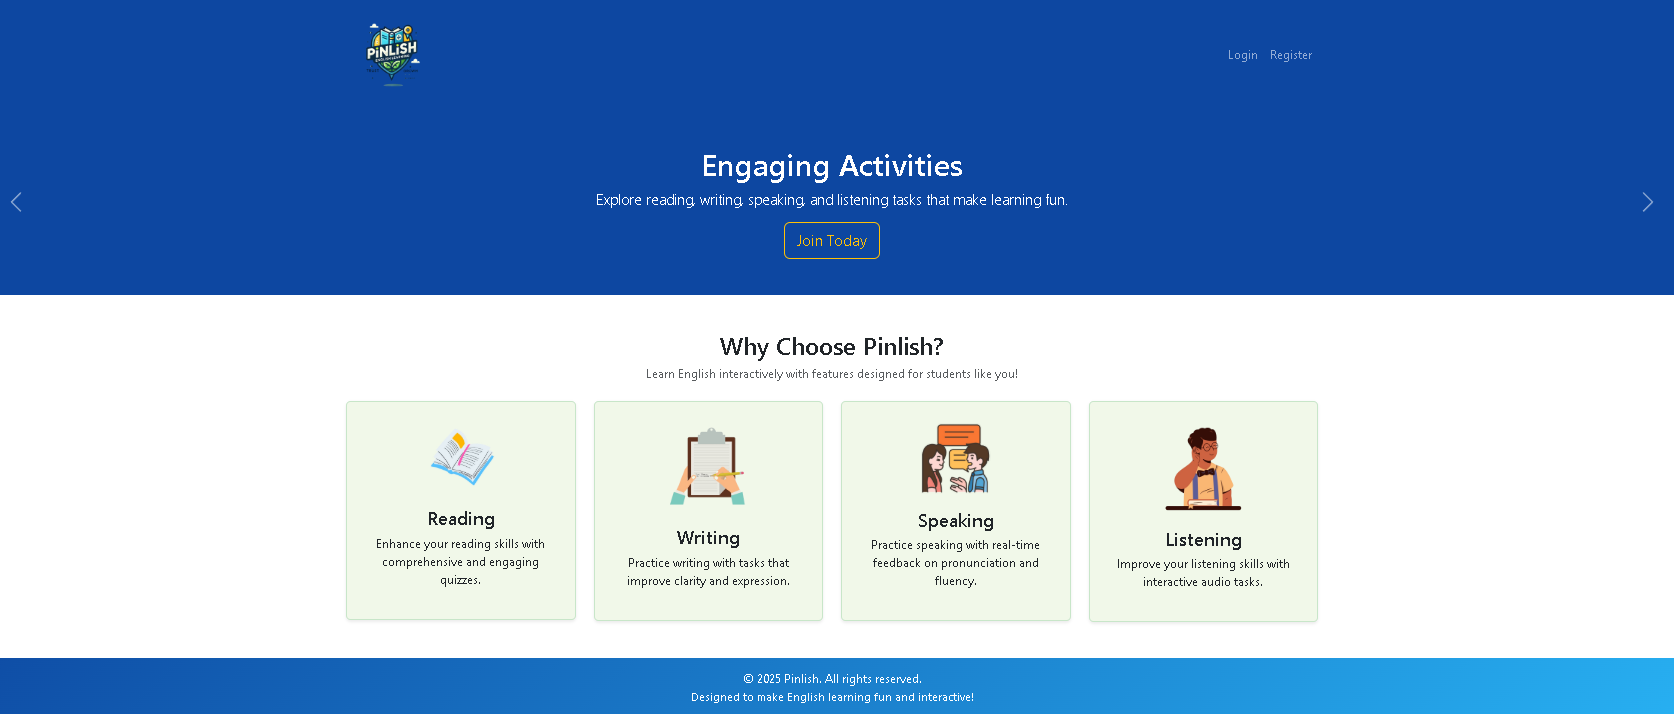 PiNLiSH
Login Register
Engaging Activities
Explore reading, writing, speaking, and listening tasks that make learning fun.
Join Today
Why Choose Pinlish?
Learn English interactively with features designed for students like you!
Reading
Enhance your reading skills with
comprehensive and engaging
quizzes.
Writing
Practice writing with tasks that
improve clarity and expression.
Speaking
Practice speaking with real-time
feedback on pronunciation and
fluency.
Listening
Improve your listening skills with
interactive audio tasks.
© 2025 Pinlish. All rights reserved.
Designed to make English learning fun and interactive!